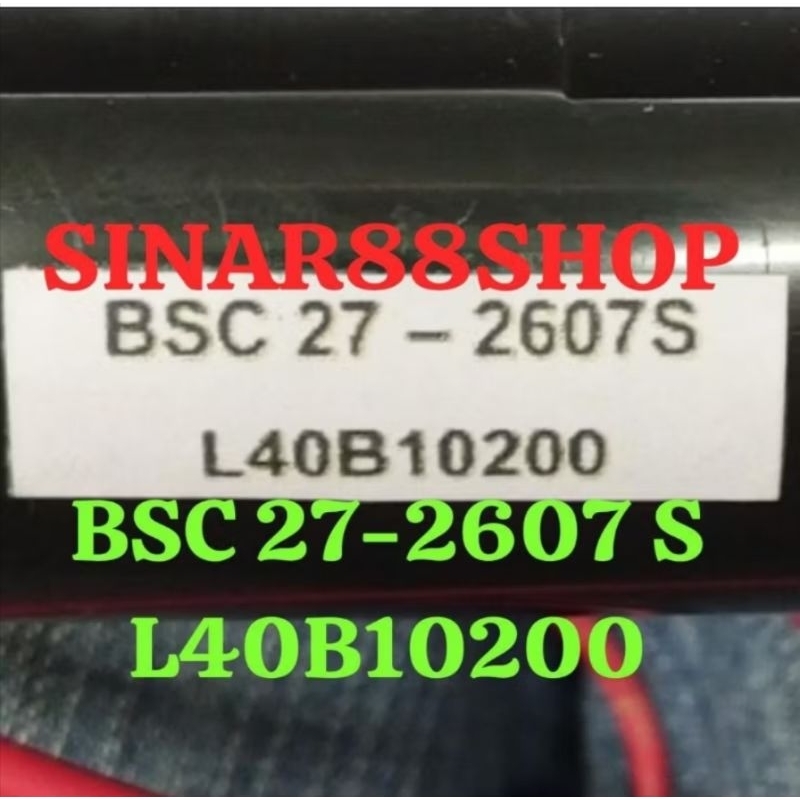 SINAR88SHOP
BSC 27 - 2607S
L40B10200
BSC 27-2607 S
L40B10200